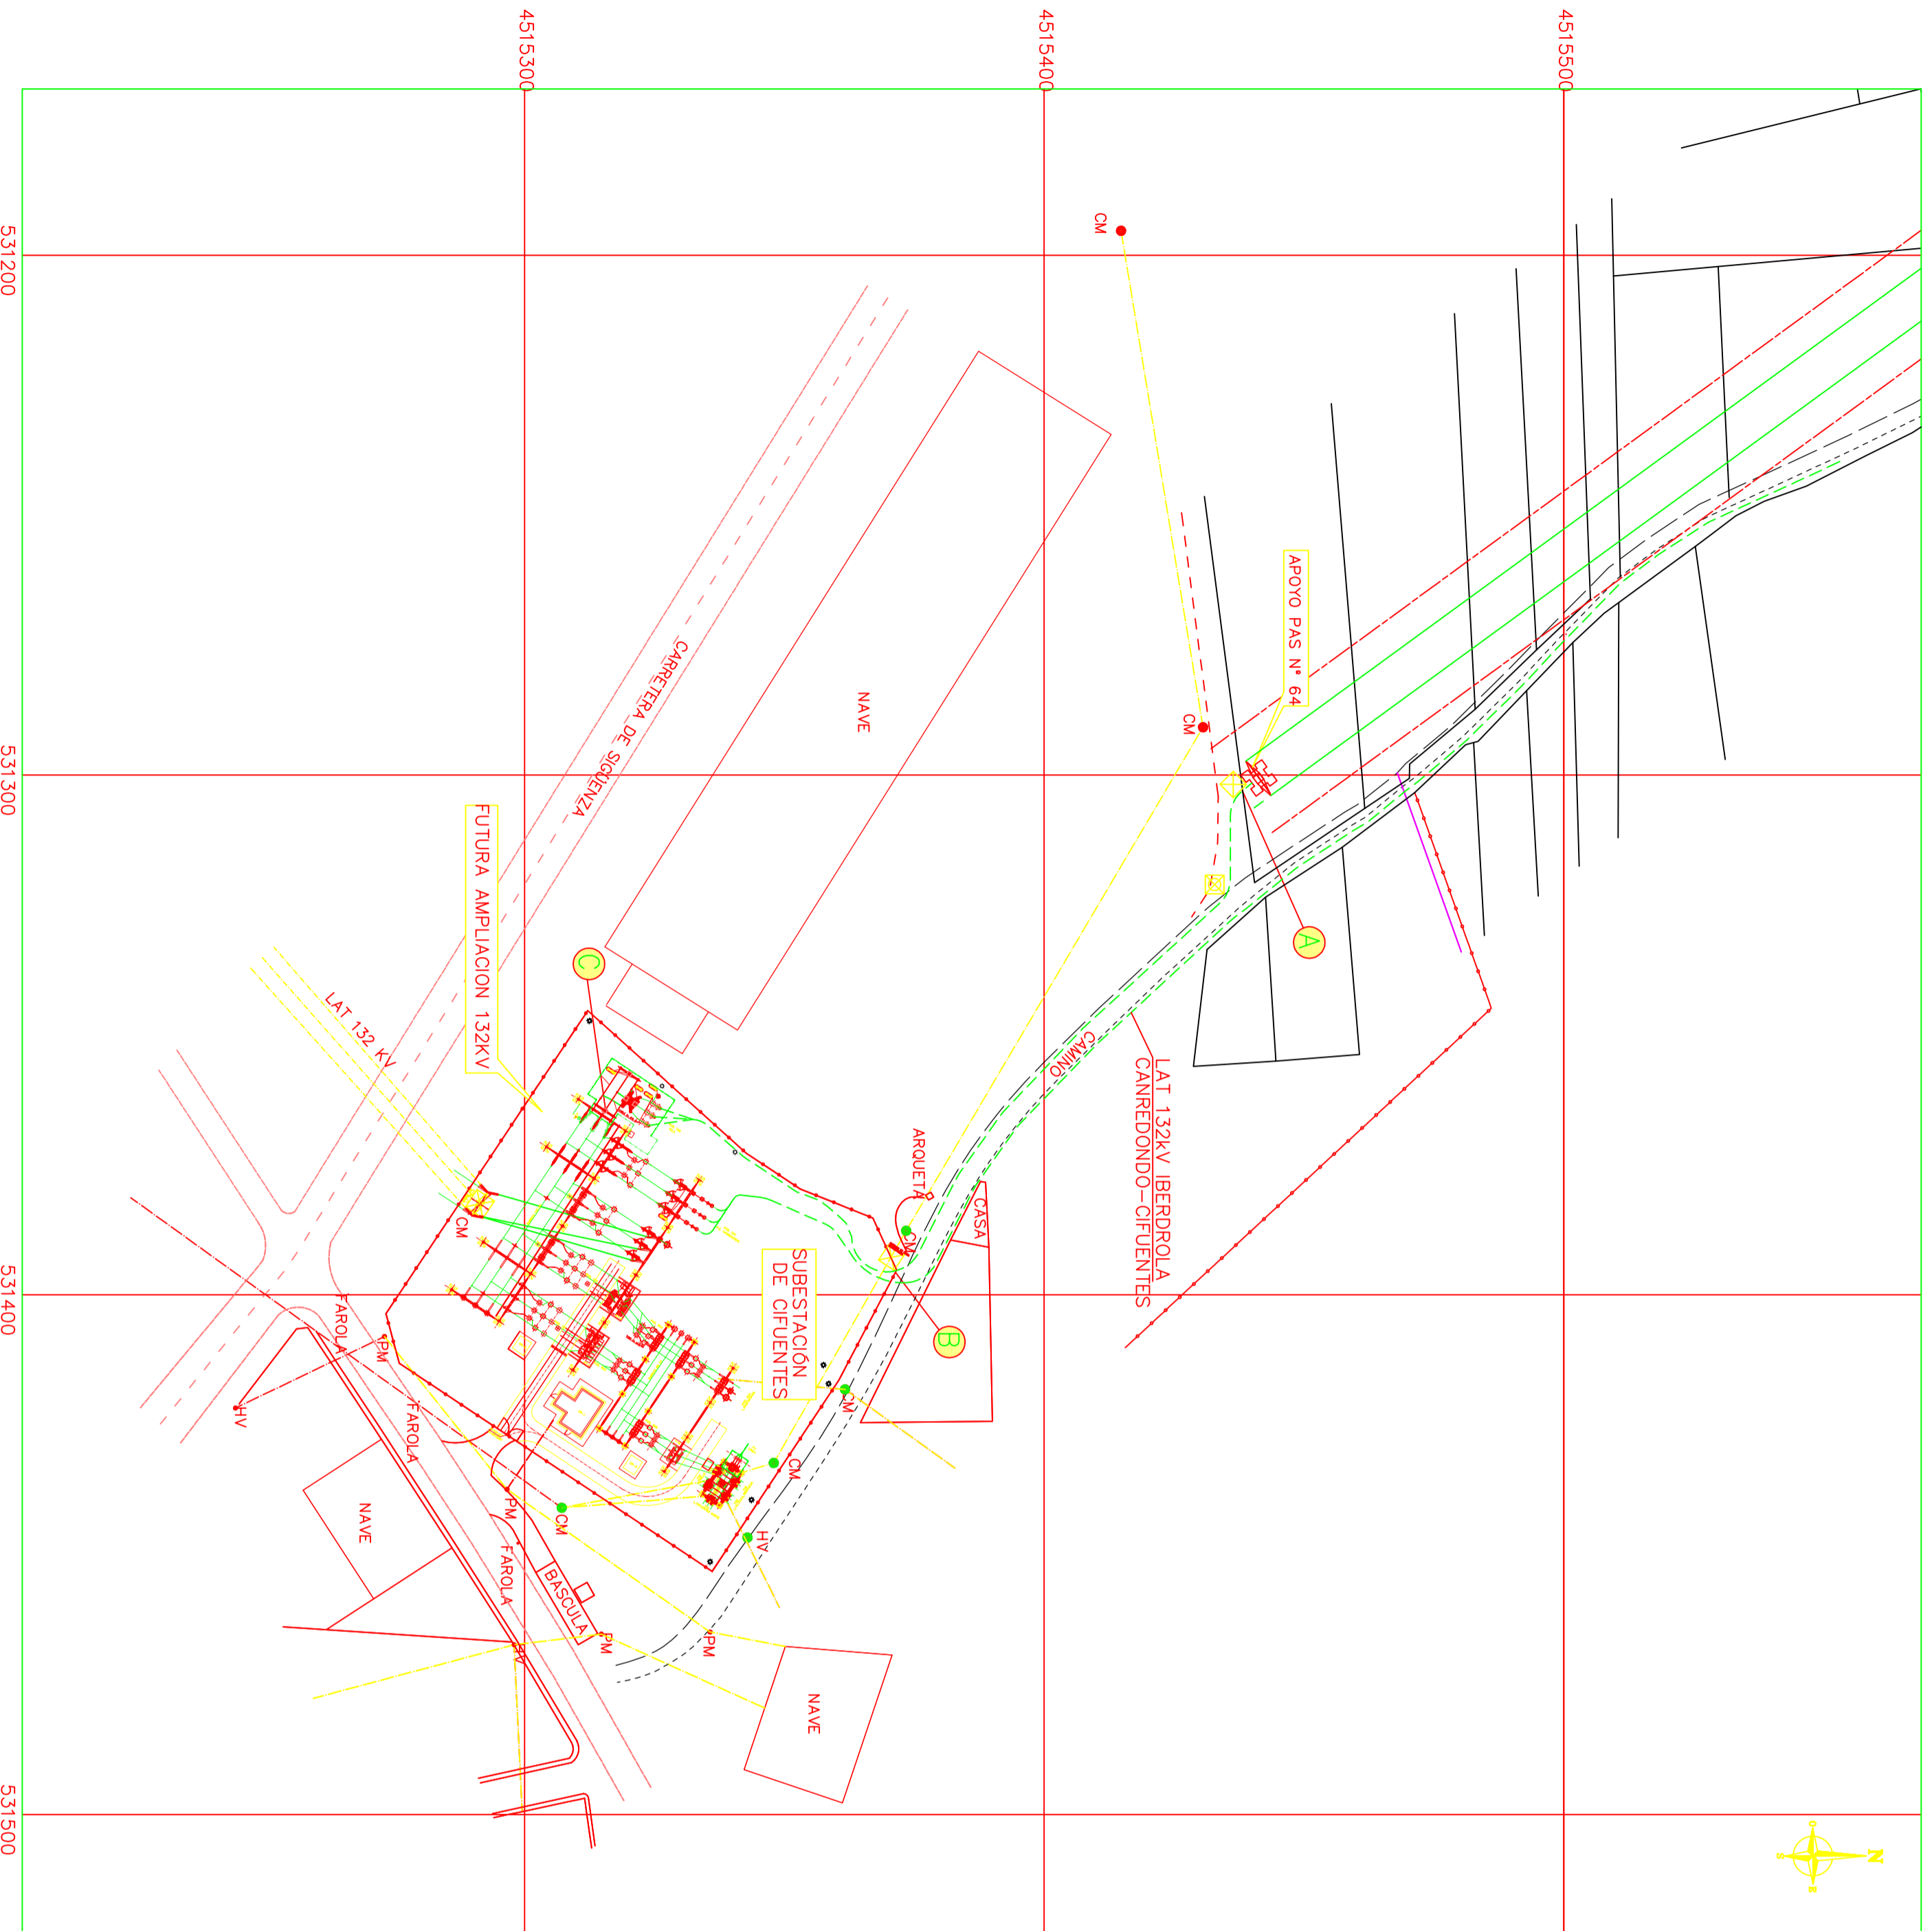 4515300
4515400
4515500
531200
531300
531400
531500
N
O
S
E
CM
CM
APOYO PAS Nº 64
NAVE
CARRETERA DE SIGÜENZA
FUTURA AMPLIACION 132KV
LAT 132 KV
A
C
B
CAMINO
LAT 132kV IBERDROLA
CANREDONDO-CIFUENTES
ARQUETA
CASA
CM
CM
SUBESTACIÓN
DE CIFUENTES
CM
CM
CM
HV
FAROLA
PM
HV
FAROLA
NAVE
PM
FAROLA
BASCULA
PM
PM
NAVE